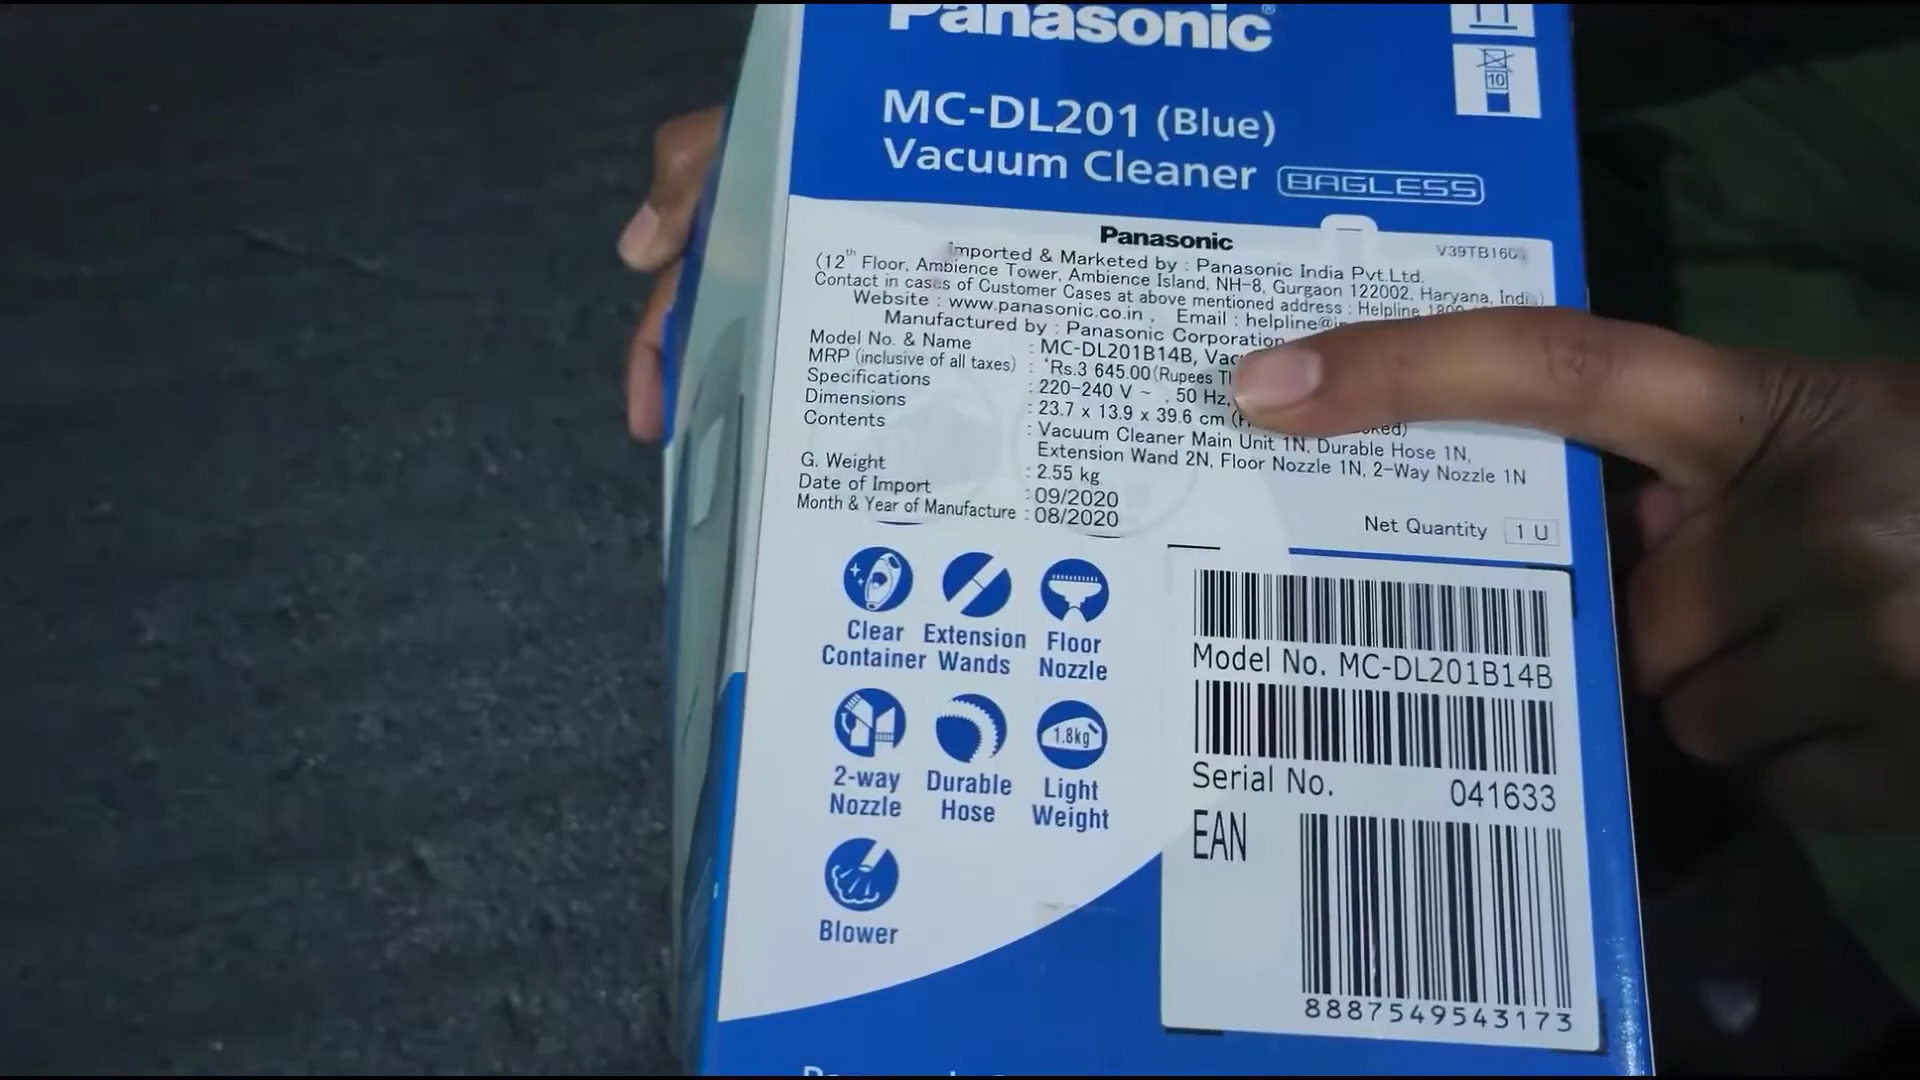 Panasonic®
10
MC-DL201 (Blue)
Vacuum Cleaner BAGLESS
Panasonic
V39TB160
Imported & Marketed by : Panasonic India Pvt.Ltd.
(12th Floor, Ambience Tower, Ambience Island, NH-8, Gurgaon 122002, Haryana, India)
Contact in cases of Customer Cases at above mentioned address : Helpline
Website : www.panasonic.co.in , Email :
Manufactured by : Panasonic Corporation
Model No. & Name : MC-DL201B14B,
MRP (inclusive of all taxes) : Rs.3 645.00 (Rupees
Specifications : 220-240 V ~ , 50 Hz,
Dimensions : 23.7 x 13.9 x 39.6 cm
Contents : Vacuum Cleaner Main Unit 1N, Durable Hose 1N,
Extension Wand 2N, Floor Nozzle 1N, 2-Way Nozzle 1N
G. Weight : 2.55 kg
Date of Import : 09/2020
Month & Year of Manufacture : 08/2020
Net Quantity 1 U
Clear Container
Extension Wands
Floor Nozzle
1.8kg
2-way Nozzle
Durable Hose
Light Weight
Blower
Model No. MC-DL201B14B
Serial No. 041633
EAN
8887549543173